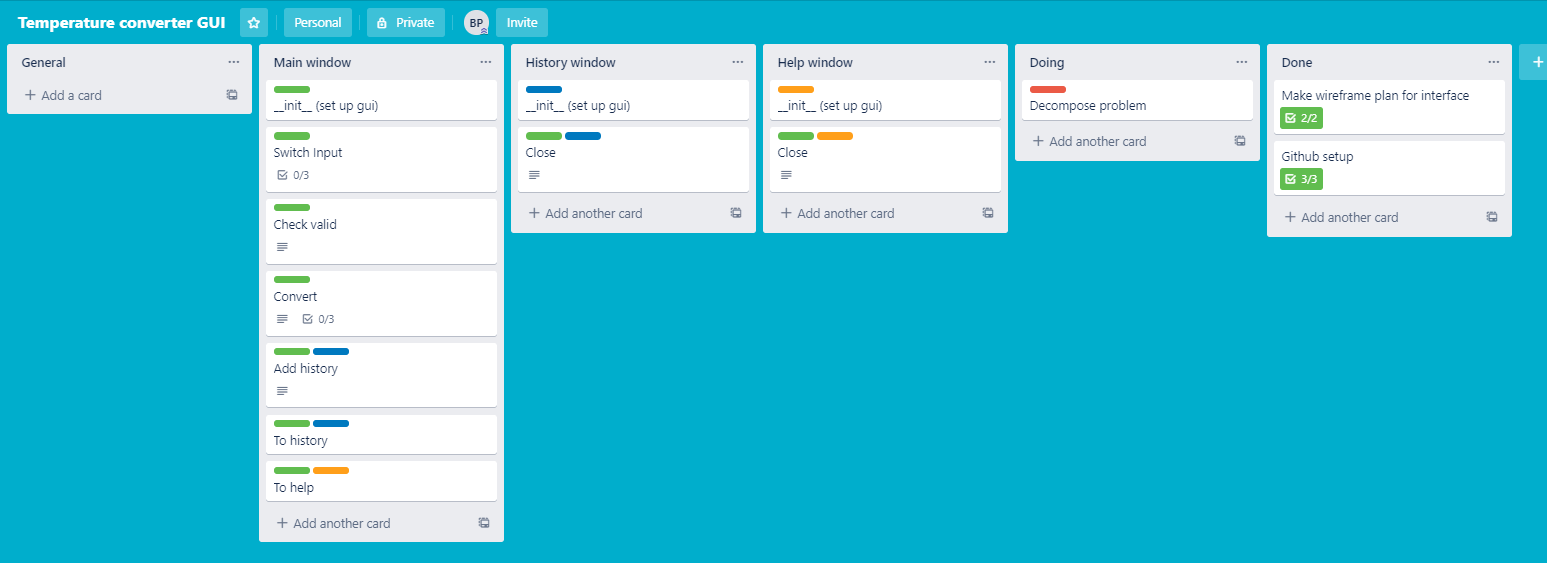 Temperature converter GUI
Personal
Private
BP
Invite
General
Add a card
Main window
__init__ (set up gui)
Switch Input
0/3
Check valid
Convert
0/3
Add history
To history
To help
Add another card
History window
__init__ (set up gui)
Close
Add another card
Help window
__init__ (set up gui)
Close
Add another card
Doing
Decompose problem
Add another card
Done
Make wireframe plan for interface
2/2
Github setup
3/3
Add another card